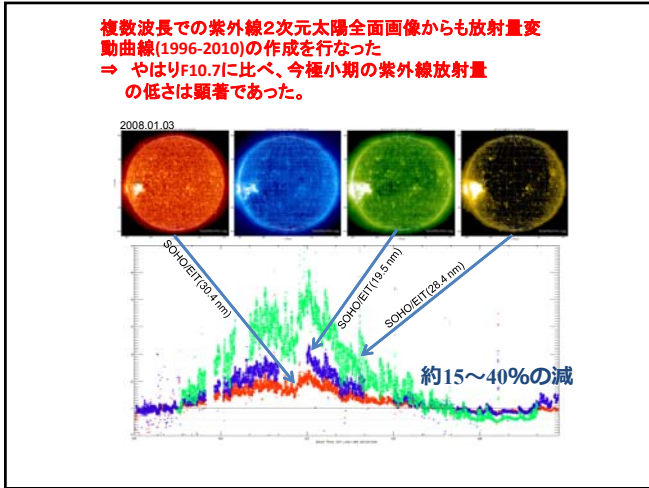 複数波長での紫外線2次元太陽全面画像からも放射量変
動曲線(1996-2010)の作成を行なった
⇒ やはりF10.7に比べ、今極小期の紫外線放射量
の低さは顕著であった。
2008.01.03
SOHO/EIT(30.4 nm)
SOHO/EIT(19.5 nm)
SOHO/EIT(28.4 nm)
約15～40%の減